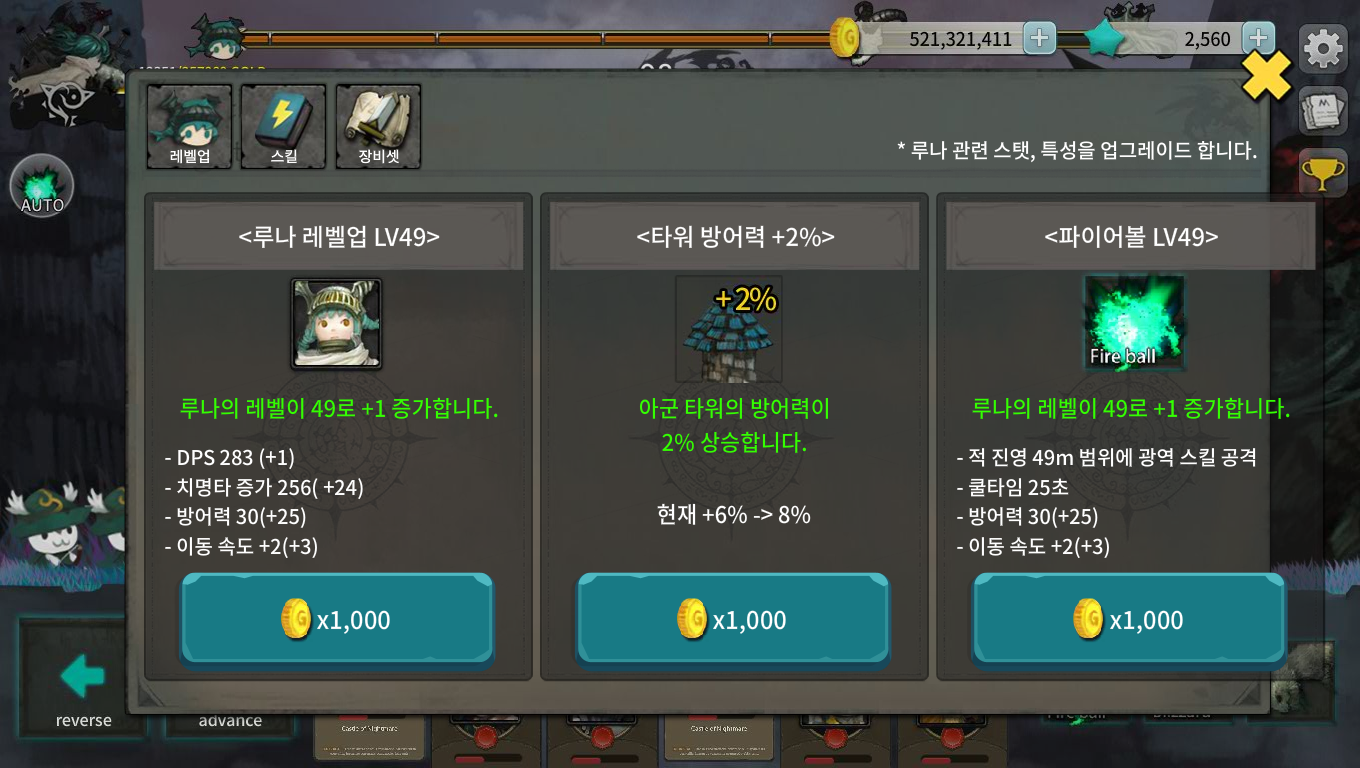 521,321,411
2,560
레벨업
스킬
장비셋
* 루나 관련 스탯, 특성을 업그레이드 합니다.
AUTO
<루나 레벨업 LV49>
루나의 레벨이 49로 +1 증가합니다.
- DPS 283 (+1)
- 치명타 증가 256( +24)
- 방어력 30(+25)
- 이동 속도 +2(+3)
x1,000
<타워 방어력 +2%>
+2%
아군 타워의 방어력이
2% 상승합니다.
현재 +6% -> 8%
x1,000
<파이어볼 LV49>
Fire ball
루나의 레벨이 49로 +1 증가합니다.
- 적 진영 49m 범위에 광역 스킬 공격
- 쿨타임 25초
- 방어력 30(+25)
- 이동 속도 +2(+3)
x1,000
reverse
advance
Castle of Nightmare
Castle of Nightmare